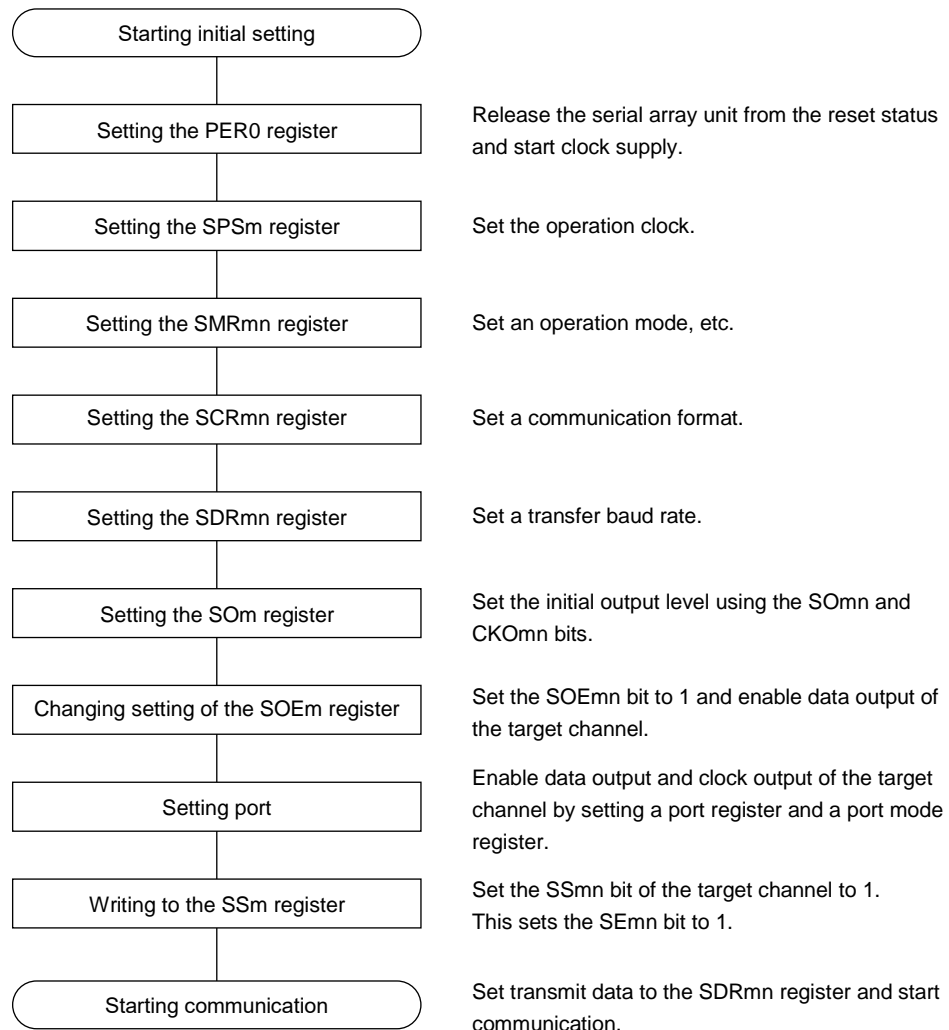 Starting initial setting
Setting the PER0 register
Release the serial array unit from the reset status
and start clock supply.
Setting the SPSm register
Set the operation clock.
Setting the SMRmn register
Set an operation mode, etc.
Setting the SCRmn register
Set a communication format.
Setting the SDRmn register
Set a transfer baud rate.
Setting the SOm register
Set the initial output level using the SOmn and
CKOmn bits.
Changing setting of the SOEm register
Set the SOEmn bit to 1 and enable data output of
the target channel.
Setting port
Enable data output and clock output of the target
channel by setting a port register and a port mode
register.
Writing to the SSm register
Set the SSmn bit of the target channel to 1.
This sets the SEmn bit to 1.
Starting communication
Set transmit data to the SDRmn register and start
communication.